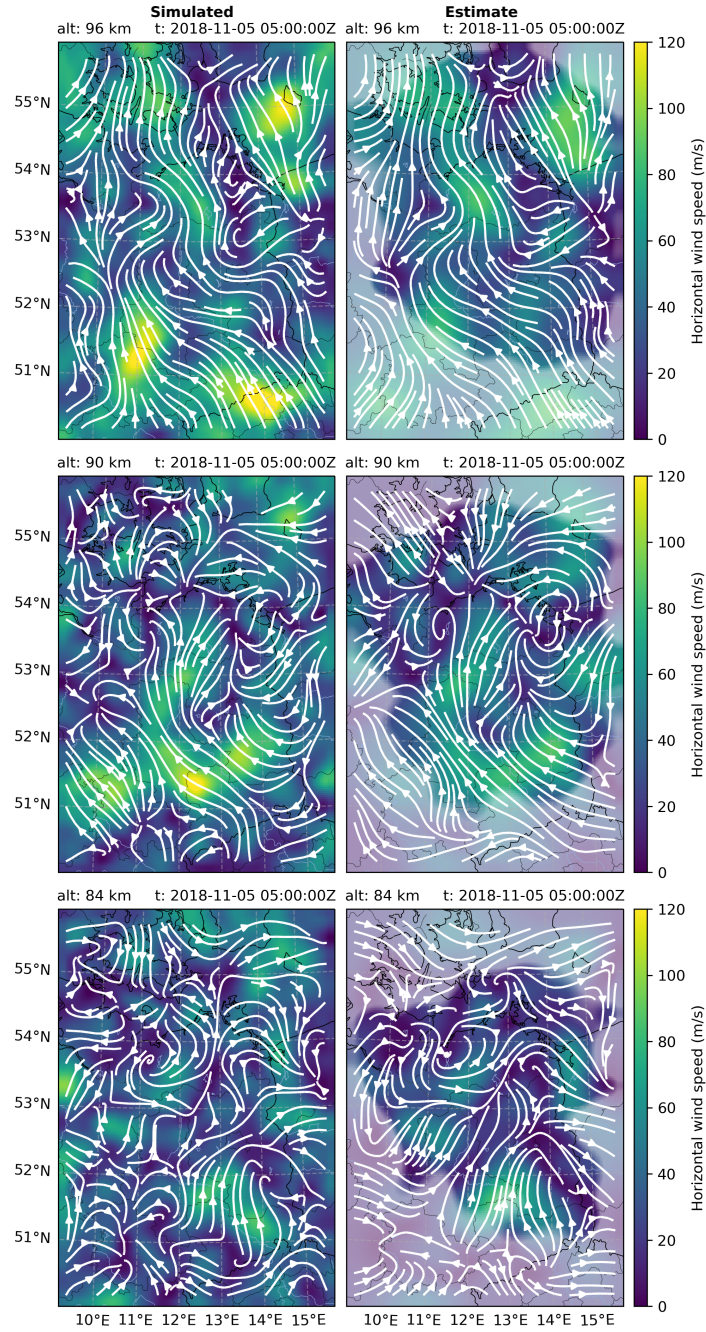 Simulated Estimate
alt: 96 km t: 2018-11-05 05:00:00Z alt: 96 km t: 2018-11-05 05:00:00Z
120
55°N
100
54°N
80
53°N
60
52°N
40
51°N
20
0
Horizontal wind speed (m/s)
alt: 90 km t: 2018-11-05 05:00:00Z alt: 90 km t: 2018-11-05 05:00:00Z
120
55°N
100
54°N
80
53°N
60
52°N
40
51°N
20
0
Horizontal wind speed (m/s)
alt: 84 km t: 2018-11-05 05:00:00Z alt: 84 km t: 2018-11-05 05:00:00Z
120
55°N
100
54°N
80
53°N
60
52°N
40
51°N
20
0
Horizontal wind speed (m/s)
10°E 11°E 12°E 13°E 14°E 15°E 10°E 11°E 12°E 13°E 14°E 15°E